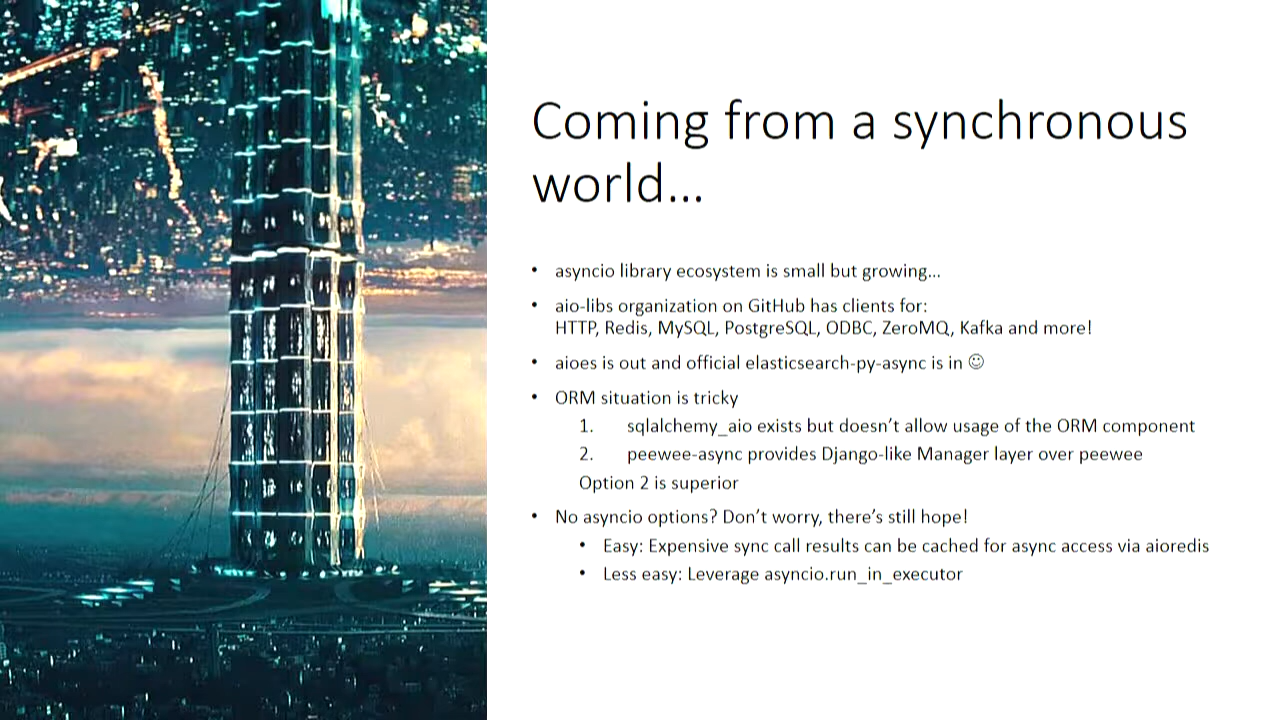 Coming from a synchronous
world...
• asyncio library ecosystem is small but growing...
• aio-libs organization on GitHub has clients for:
HTTP, Redis, MySQL, PostgreSQL, ODBC, ZeroMQ, Kafka and more!
• aioes is out and official elasticsearch-py-async is in ☺
• ORM situation is tricky
1. sqlalchemy_aio exists but doesn't allow usage of the ORM component
2. peewee-async provides Django-like Manager layer over peewee
Option 2 is superior
• No asyncio options? Don't worry, there's still hope!
• Easy: Expensive sync call results can be cached for async access via aioredis
• Less easy: Leverage asyncio.run_in_executor